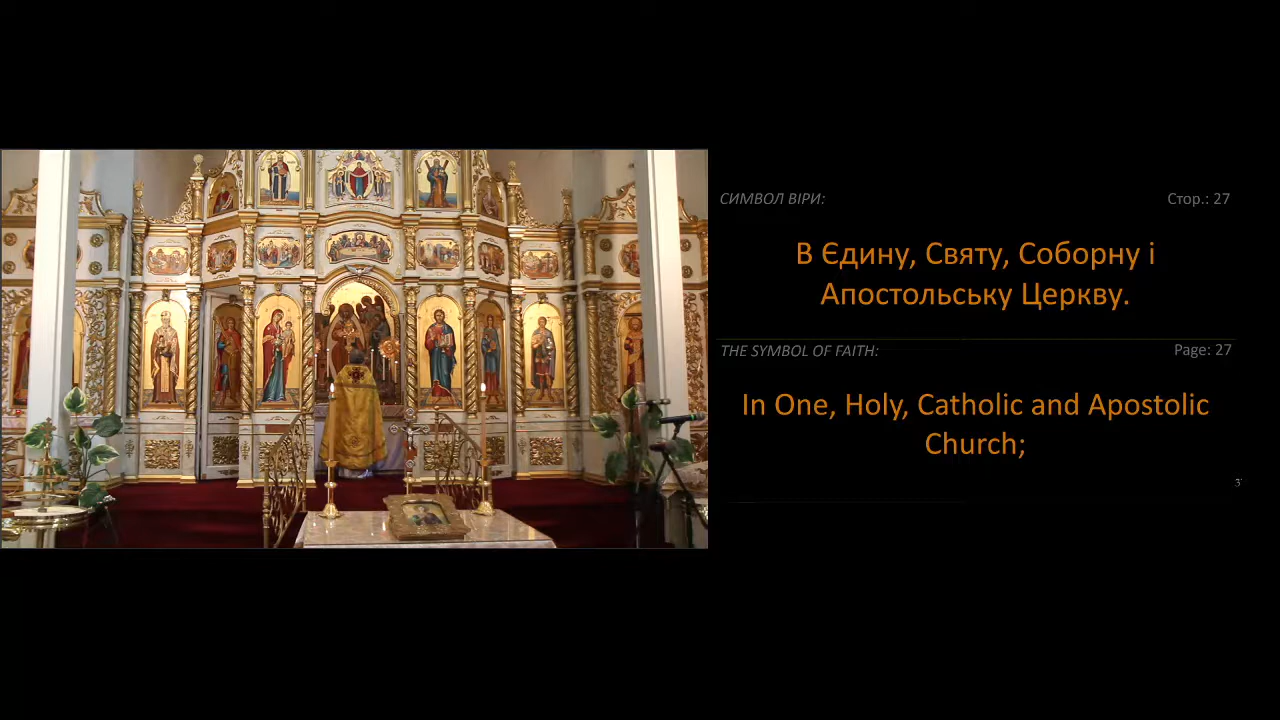 СИМВОЛ ВІРИ:
Стор.: 27
В Єдину, Святу, Соборну і
Апостольську Церкву.
THE SYMBOL OF FAITH:
Page: 27
In One, Holy, Catholic and Apostolic
Church;